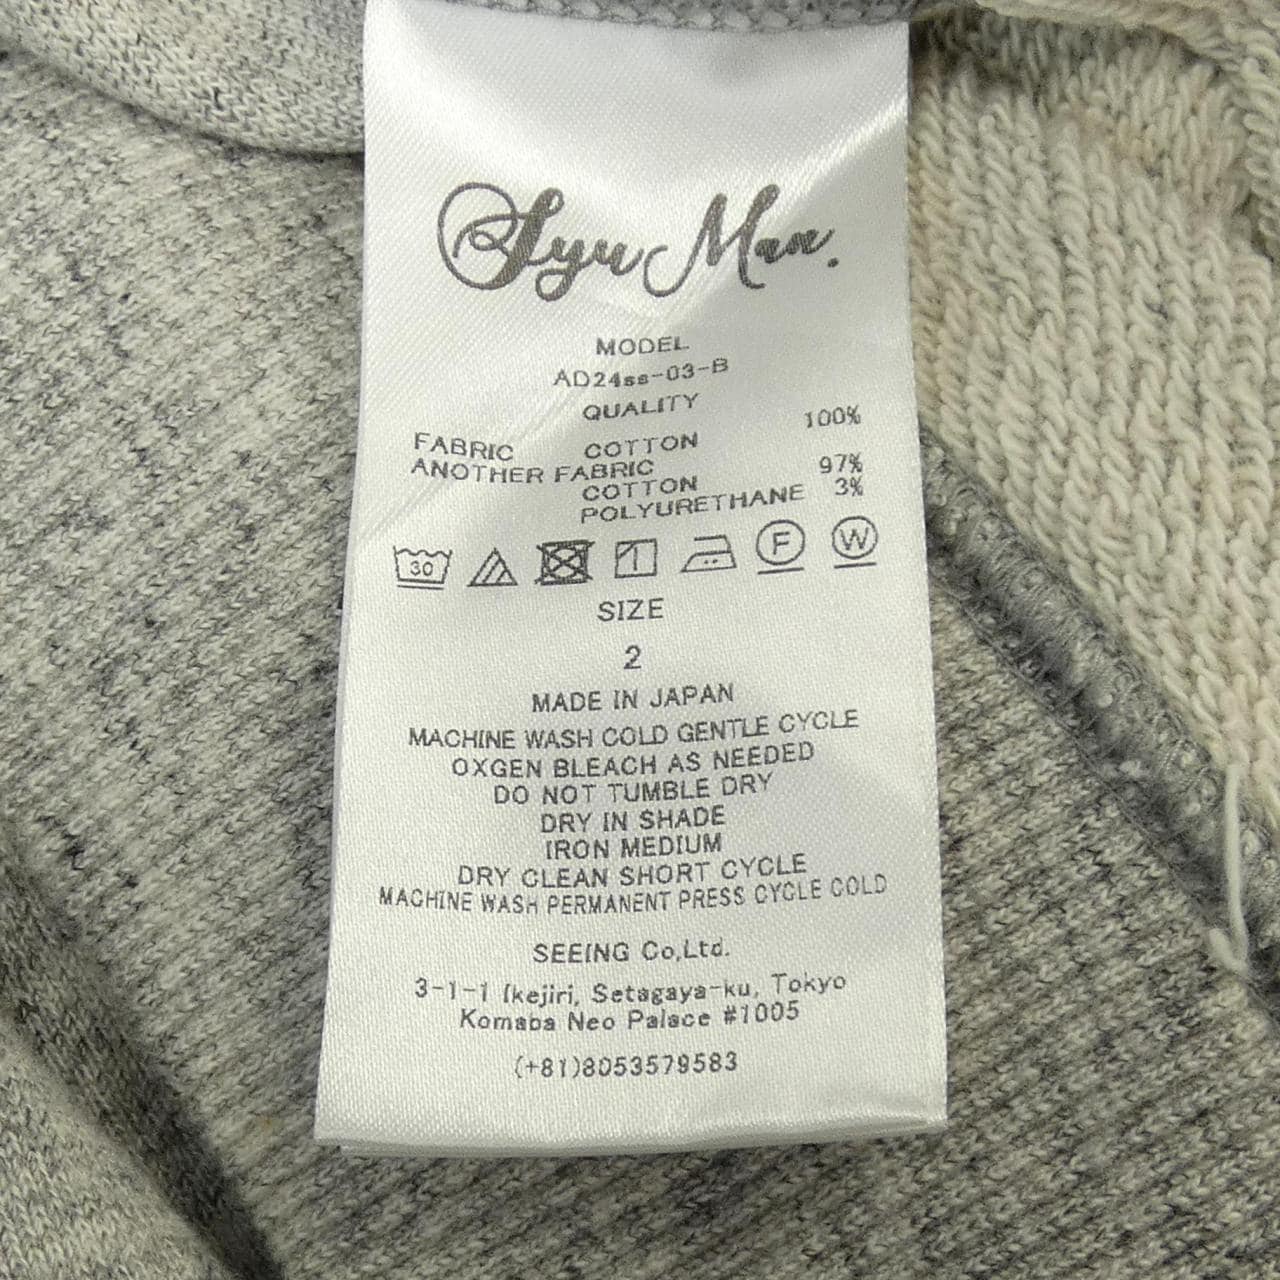 Syu Man.
MODEL
AD24ss-03-B
QUALITY
FABRIC COTTON 100%
ANOTHER FABRIC
COTTON 97%
POLYURETHANE 3%
30 F W
SIZE
2
MADE IN JAPAN
MACHINE WASH COLD GENTLE CYCLE
OXGEN BLEACH AS NEEDED
DO NOT TUMBLE DRY
DRY IN SHADE
IRON MEDIUM
DRY CLEAN SHORT CYCLE
MACHINE WASH PERMANENT PRESS CYCLE COLD
SEEING Co,Ltd.
3-1-1 Ikejiri, Setagaya-ku, Tokyo
Komaba Neo Palace #1005
(+81)8053579583